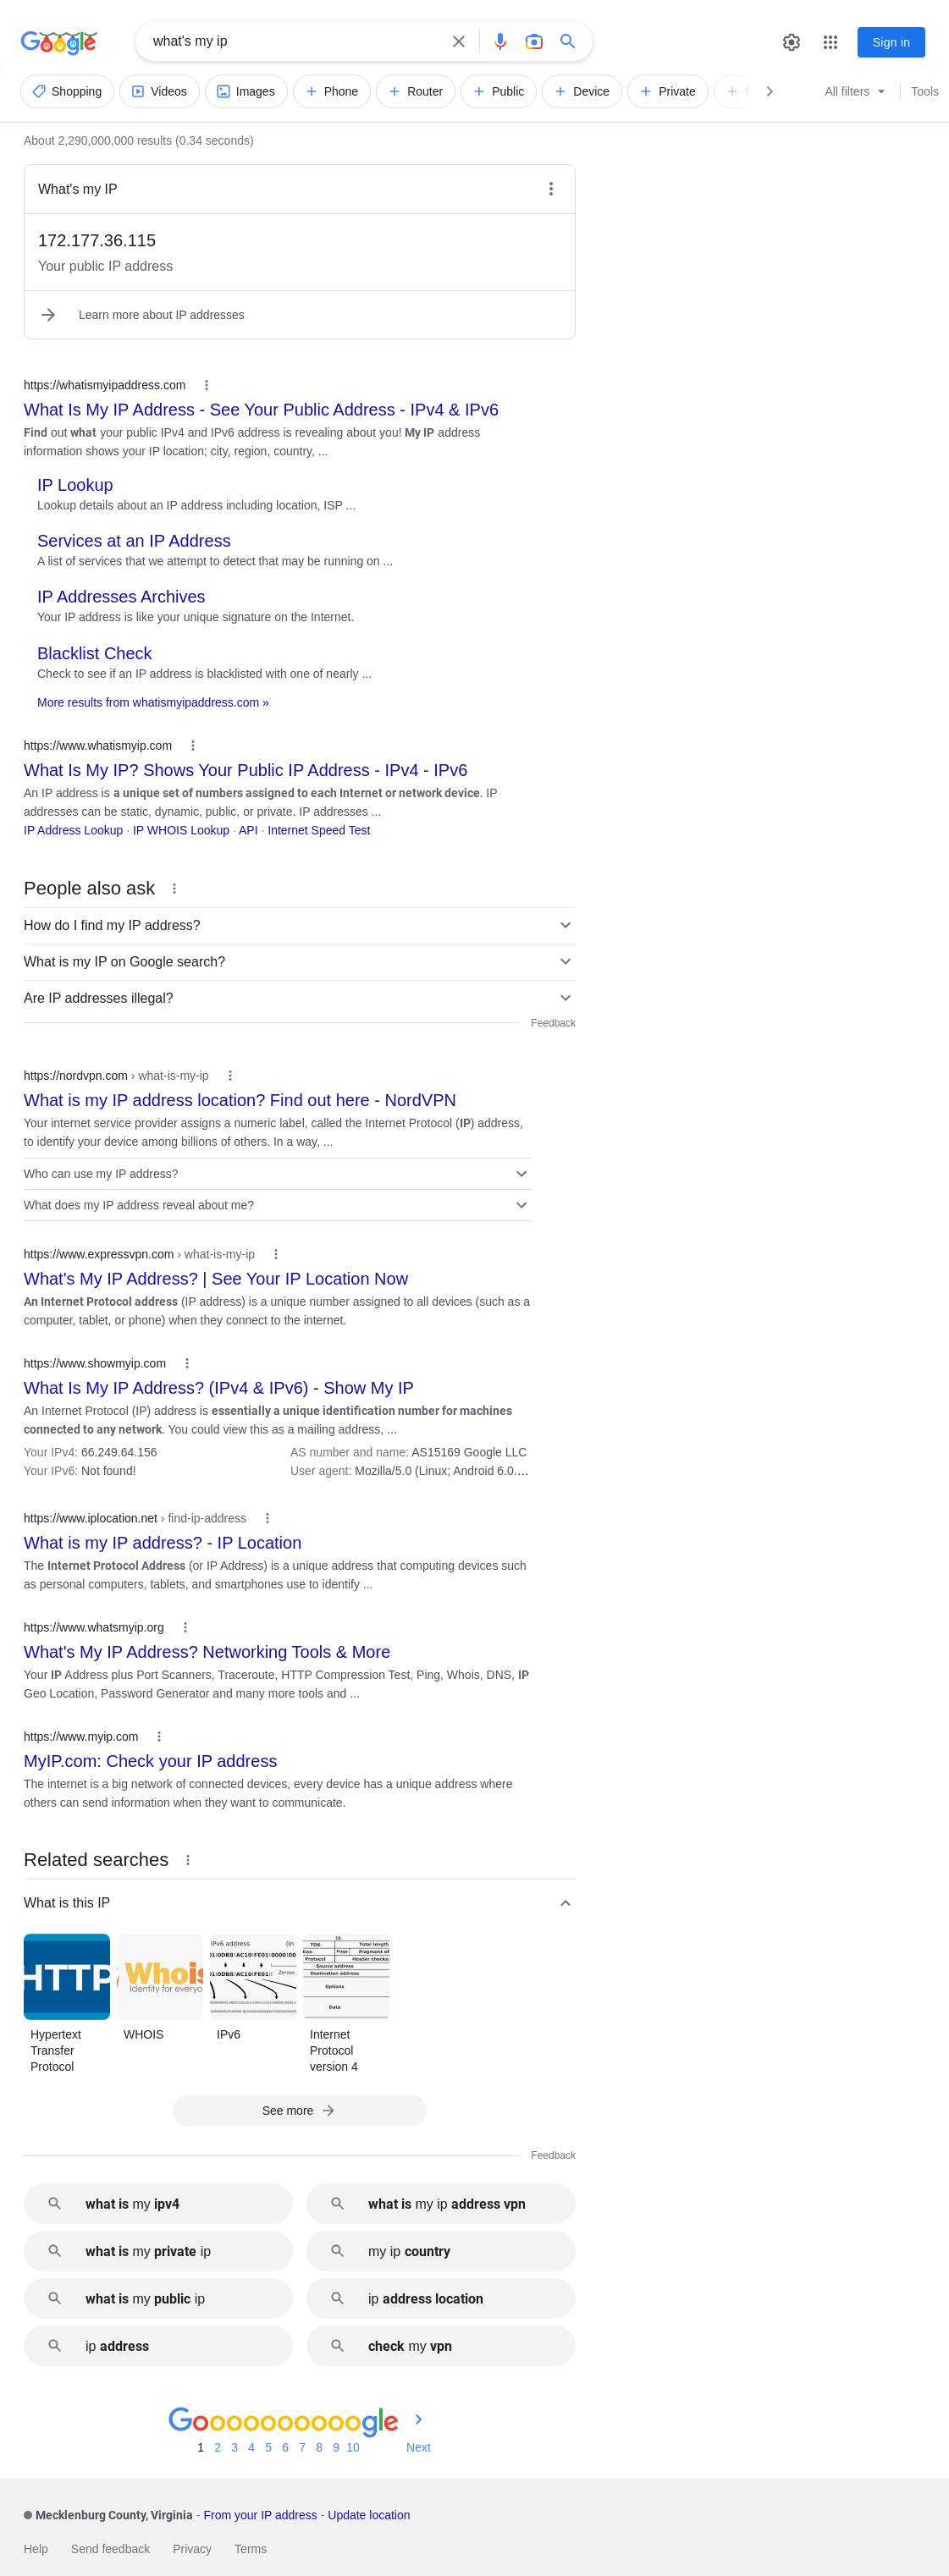 Google
what's my ip
Sign in
Shopping
Videos
Images
Phone
Router
Public
Device
Private
All filters
Tools
About 2,290,000,000 results (0.34 seconds)
What's my IP
172.177.36.115
Your public IP address
Learn more about IP addresses
https://whatismyipaddress.com
What Is My IP Address - See Your Public Address - IPv4 & IPv6
Find out what your public IPv4 and IPv6 address is revealing about you! My IP address
information shows your IP location; city, region, country, ...
IP Lookup
Lookup details about an IP address including location, ISP ...
Services at an IP Address
A list of services that we attempt to detect that may be running on ...
IP Addresses Archives
Your IP address is like your unique signature on the Internet.
Blacklist Check
Check to see if an IP address is blacklisted with one of nearly ...
More results from whatismyipaddress.com »
https://www.whatismyip.com
What Is My IP? Shows Your Public IP Address - IPv4 - IPv6
An IP address is a unique set of numbers assigned to each Internet or network device. IP
addresses can be static, dynamic, public, or private. IP addresses ...
IP Address Lookup · IP WHOIS Lookup · API · Internet Speed Test
People also ask
How do I find my IP address?
What is my IP on Google search?
Are IP addresses illegal?
Feedback
https://nordvpn.com › what-is-my-ip
What is my IP address location? Find out here - NordVPN
Your internet service provider assigns a numeric label, called the Internet Protocol (IP) address,
to identify your device among billions of others. In a way, ...
Who can use my IP address?
What does my IP address reveal about me?
https://www.expressvpn.com › what-is-my-ip
What's My IP Address? | See Your IP Location Now
An Internet Protocol address (IP address) is a unique number assigned to all devices (such as a
computer, tablet, or phone) when they connect to the internet.
https://www.showmyip.com
What Is My IP Address? (IPv4 & IPv6) - Show My IP
An Internet Protocol (IP) address is essentially a unique identification number for machines
connected to any network. You could view this as a mailing address, ...
Your IPv4: 66.249.64.156
AS number and name: AS15169 Google LLC
Your IPv6: Not found!
User agent: Mozilla/5.0 (Linux; Android 6.0.…
https://www.iplocation.net › find-ip-address
What is my IP address? - IP Location
The Internet Protocol Address (or IP Address) is a unique address that computing devices such
as personal computers, tablets, and smartphones use to identify ...
https://www.whatsmyip.org
What's My IP Address? Networking Tools & More
Your IP Address plus Port Scanners, Traceroute, HTTP Compression Test, Ping, Whois, DNS, IP
Geo Location, Password Generator and many more tools and ...
https://www.myip.com
MyIP.com: Check your IP address
The internet is a big network of connected devices, every device has a unique address where
others can send information when they want to communicate.
Related searches
What is this IP
HTTP
Whois
Identity for everyo
IPv6 address (in
Zeroes
16
TOS
Total length
Flags
Fragment of
Protocol
Header checksu
Source address
Destination address
Options
Data
Hypertext
Transfer
Protocol
WHOIS
IPv6
Internet
Protocol
version 4
See more
Feedback
what is my ipv4
what is my ip address vpn
what is my private ip
my ip country
what is my public ip
ip address location
ip address
check my vpn
Goooooooooogle
1 2 3 4 5 6 7 8 9 10 Next
Mecklenburg County, Virginia - From your IP address - Update location
Help Send feedback Privacy Terms